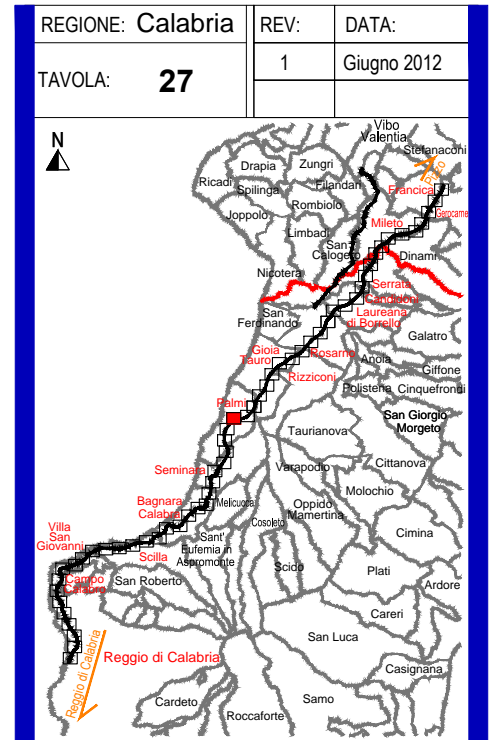 REGIONE: Calabria
REV:
DATA:
TAVOLA: 27
1
Giugno 2012
N
Vibo
Valentia
Stefanaconi
Pizzo
Drapia
Zungri
Filandari
Francica
Ricadi
Spilinga
Rombiolo
Gerocarne
Joppolo
Mileto
Limbadi
San
Calogero
Dinami
Nicotera
Serrata
Candidoni
San
Ferdinando
Laureana
di Borrello
Galatro
Gioia
Tauro
Rosarno
Anoia
Giffone
Rizziconi
Polistena
Cinquefrondi
Palmi
San Giorgio
Morgeto
Taurianova
Seminara
Varapodio
Cittanova
Molochio
Bagnara
Calabra
Melicucca
Oppido
Mamertina
Cosoleto
Villa
San
Giovanni
Sant'
Eufemia in
Aspromonte
Cimina
Scilla
Scido
Plati
Campo
Calabro
San Roberto
Ardore
Careri
San Luca
Reggio di Calabria
Reggio di Calabria
Casignana
Cardeto
Samo
Roccaforte